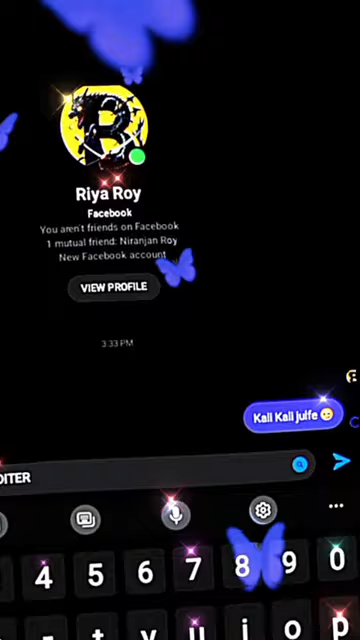 B
Riya Roy
Facebook
You aren't friends on Facebook
1 mutual friend: Niranjan Roy
New Facebook account
VIEW PROFILE
3:33 PM
Kali Kali julfe
DITER
4 5 6 7 8 9 0
t y u i o p